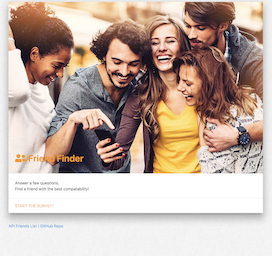 Friend Finder
Answer a few questions.
Find a friend with the best compatability!
START THE SURVEY!
API Friends List | GitHub Repo